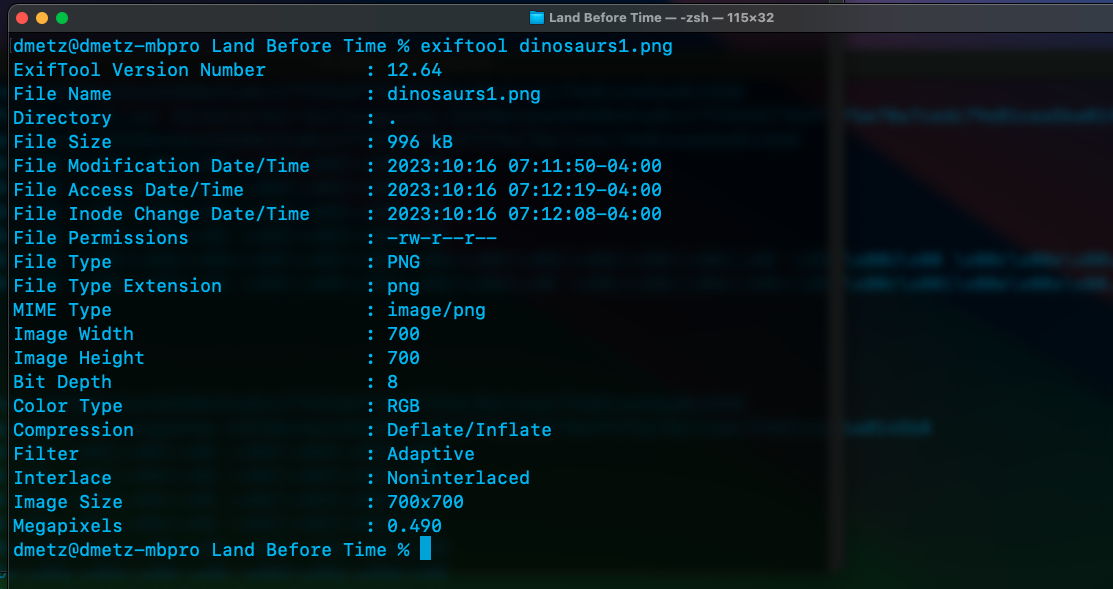 Land Before Time — -zsh — 115×32
dmetz@dmetz-mbpro Land Before Time % exiftool dinosaurs1.png
ExifTool Version Number : 12.64
File Name : dinosaurs1.png
Directory : .
File Size : 996 kB
File Modification Date/Time : 2023:10:16 07:11:50-04:00
File Access Date/Time : 2023:10:16 07:12:19-04:00
File Inode Change Date/Time : 2023:10:16 07:12:08-04:00
File Permissions : -rw-r--r--
File Type : PNG
File Type Extension : png
MIME Type : image/png
Image Width : 700
Image Height : 700
Bit Depth : 8
Color Type : RGB
Compression : Deflate/Inflate
Filter : Adaptive
Interlace : Noninterlaced
Image Size : 700x700
Megapixels : 0.490
dmetz@dmetz-mbpro Land Before Time %